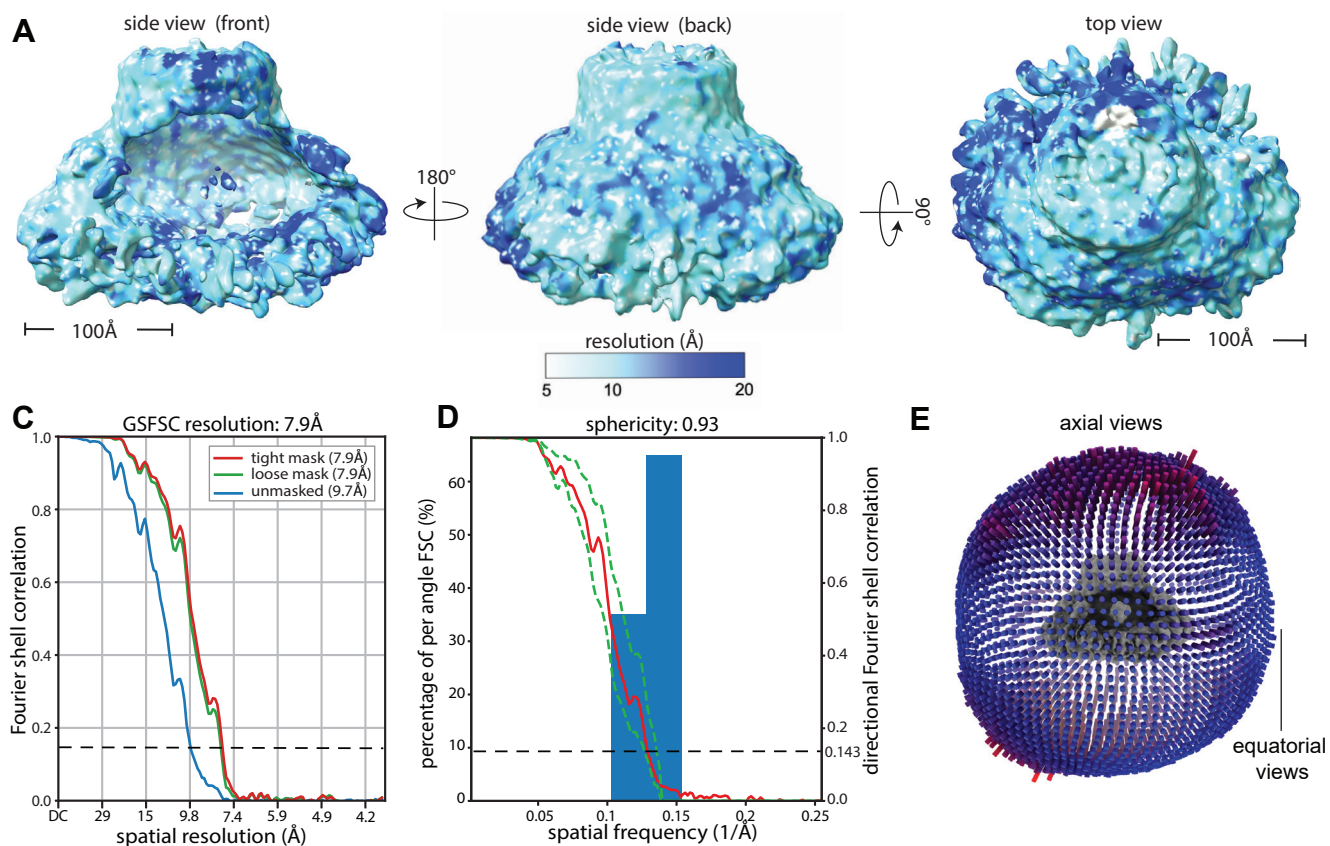 A
side view (front)
side view (back)
top view
180°
90°
100Å
100Å
resolution (Å)
5 10 20
C
GSFSC resolution: 7.9Å
1.0
0.8
0.6
0.4
0.2
0.0
Fourier shell correlation
tight mask (7.9Å)
loose mask (7.9Å)
unmasked (9.7Å)
DC 29 15 9.8 7.4 5.9 4.9 4.2
spatial resolution (Å)
D
sphericity: 0.93
60
50
40
30
20
10
0
percentage of per angle FSC (%)
1.0
0.8
0.6
0.4
0.2
0.143
0.0
directional Fourier shell correlation
0.05 0.1 0.15 0.2 0.25
spatial frequency (1/Å)
E
axial views
equatorial
views